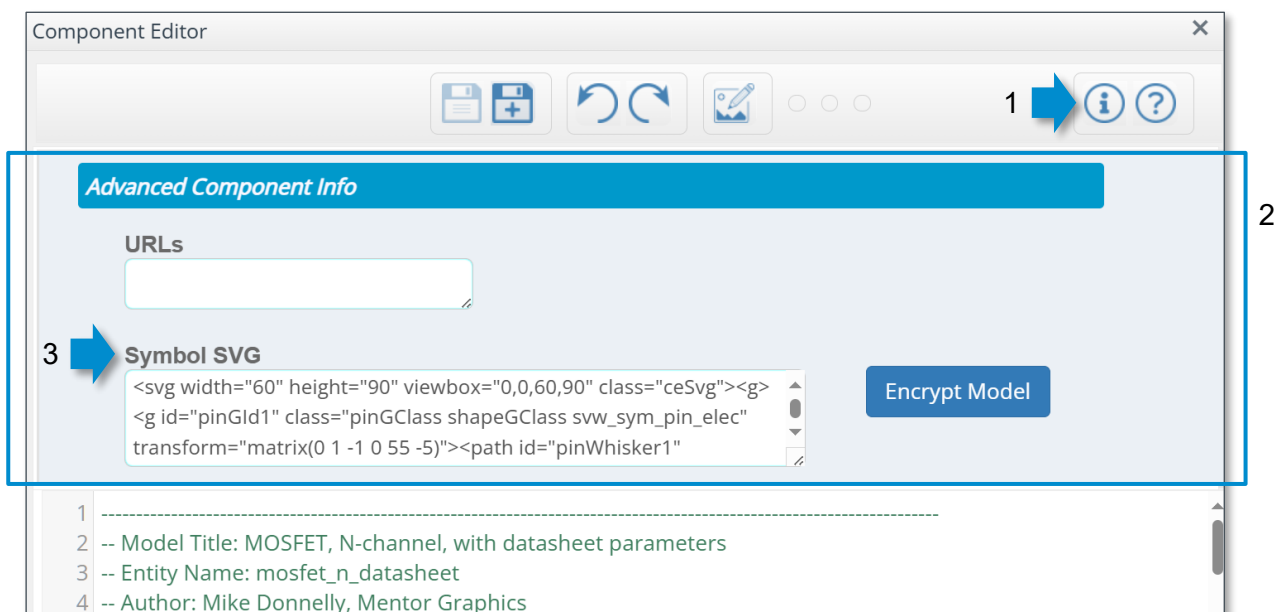 Component Editor
1
Advanced Component Info
2
URLs
3
Symbol SVG
<svg width="60" height="90" viewbox="0,0,60,90" class="ceSvg"><g>
<g id="pinGId1" class="pinGClass shapeGClass svw_sym_pin_elec"
transform="matrix(0 1 -1 0 55 -5)"><path id="pinWhisker1"
Encrypt Model
1 ------------------------------------------------------------------------------------------------------------------------
2 -- Model Title: MOSFET, N-channel, with datasheet parameters
3 -- Entity Name: mosfet_n_datasheet
4 -- Author: Mike Donnelly, Mentor Graphics